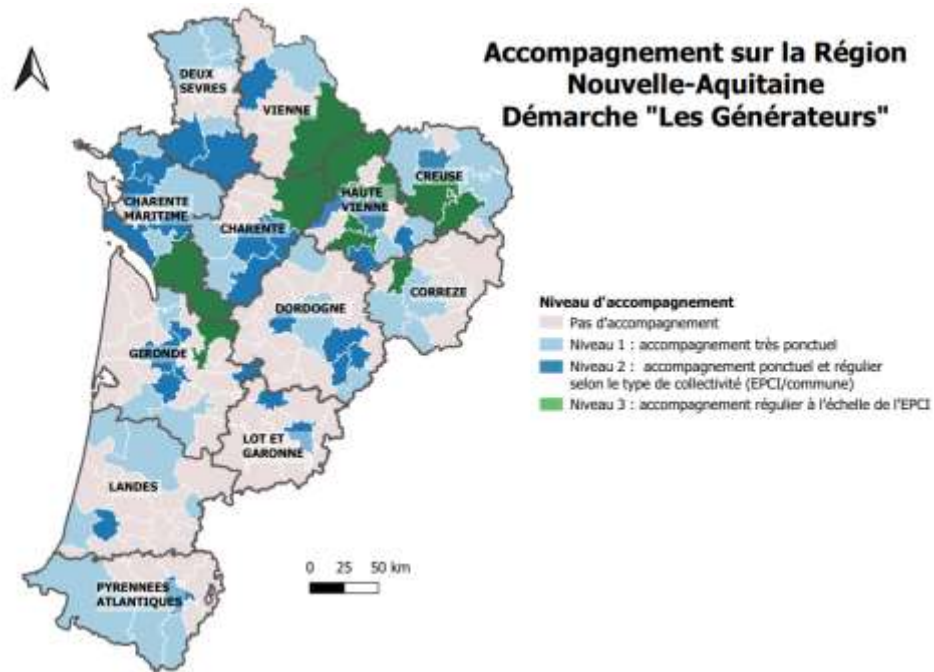 Accompagnement sur la Région
Nouvelle-Aquitaine
Démarche "Les Générateurs"
DEUX
SEVRES
VIENNE
CREUSE
HAUTE
VIENNE
CHARENTE
MARITIME
CHARENTE
CORREZE
DORDOGNE
GIRONDE
LOT ET
GARONNE
LANDES
PYRENNEES
ATLANTIQUES
0 25 50 km
Niveau d'accompagnement
Pas d'accompagnement
Niveau 1 : accompagnement très ponctuel
Niveau 2 : accompagnement ponctuel et régulier
selon le type de collectivité (EPCI/commune)
Niveau 3 : accompagnement régulier à l'échelle de l'EPCI